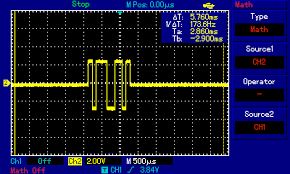 Stop
M Pos: 0.00μs
Math
ΔT: 5.760ms
1/ΔT: 173.6Hz
Ta: 2.860ms
Tb: -2.900ms
Type
Math
Source1
CH2
Operator
-
Source2
CH1
Ch1 Off
Ch2 2.00V
M 500μs
Math Off
T CH1 / 3.84V